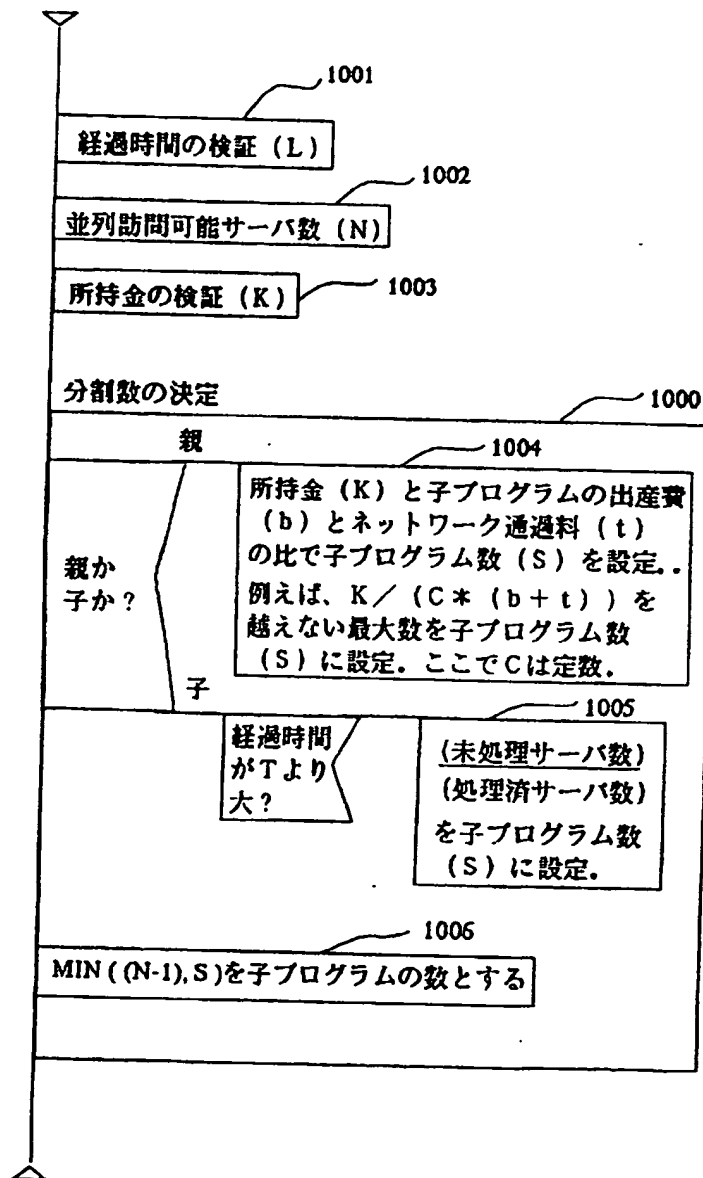 1001
経過時間の検証 (L)
1002
並列訪問可能サーバ数 (N)
1003
所持金の検証 (K)
分割数の決定
1000
親
1004
所持金 (K) と子プログラムの出産費
(b) とネットワーク通過料 (t)
の比で子プログラム数 (S) を設定..
例えば、K/ (C* (b+t)) を
越えない最大数を子プログラム数
(S) に設定. ここでCは定数.
親か
子か?
子
1005
経過時間
がTより
大?
(未処理サーバ数)
(処理済サーバ数)
を子プログラム数
(S) に設定.
1006
MIN ((N-1), S)を子プログラムの数とする